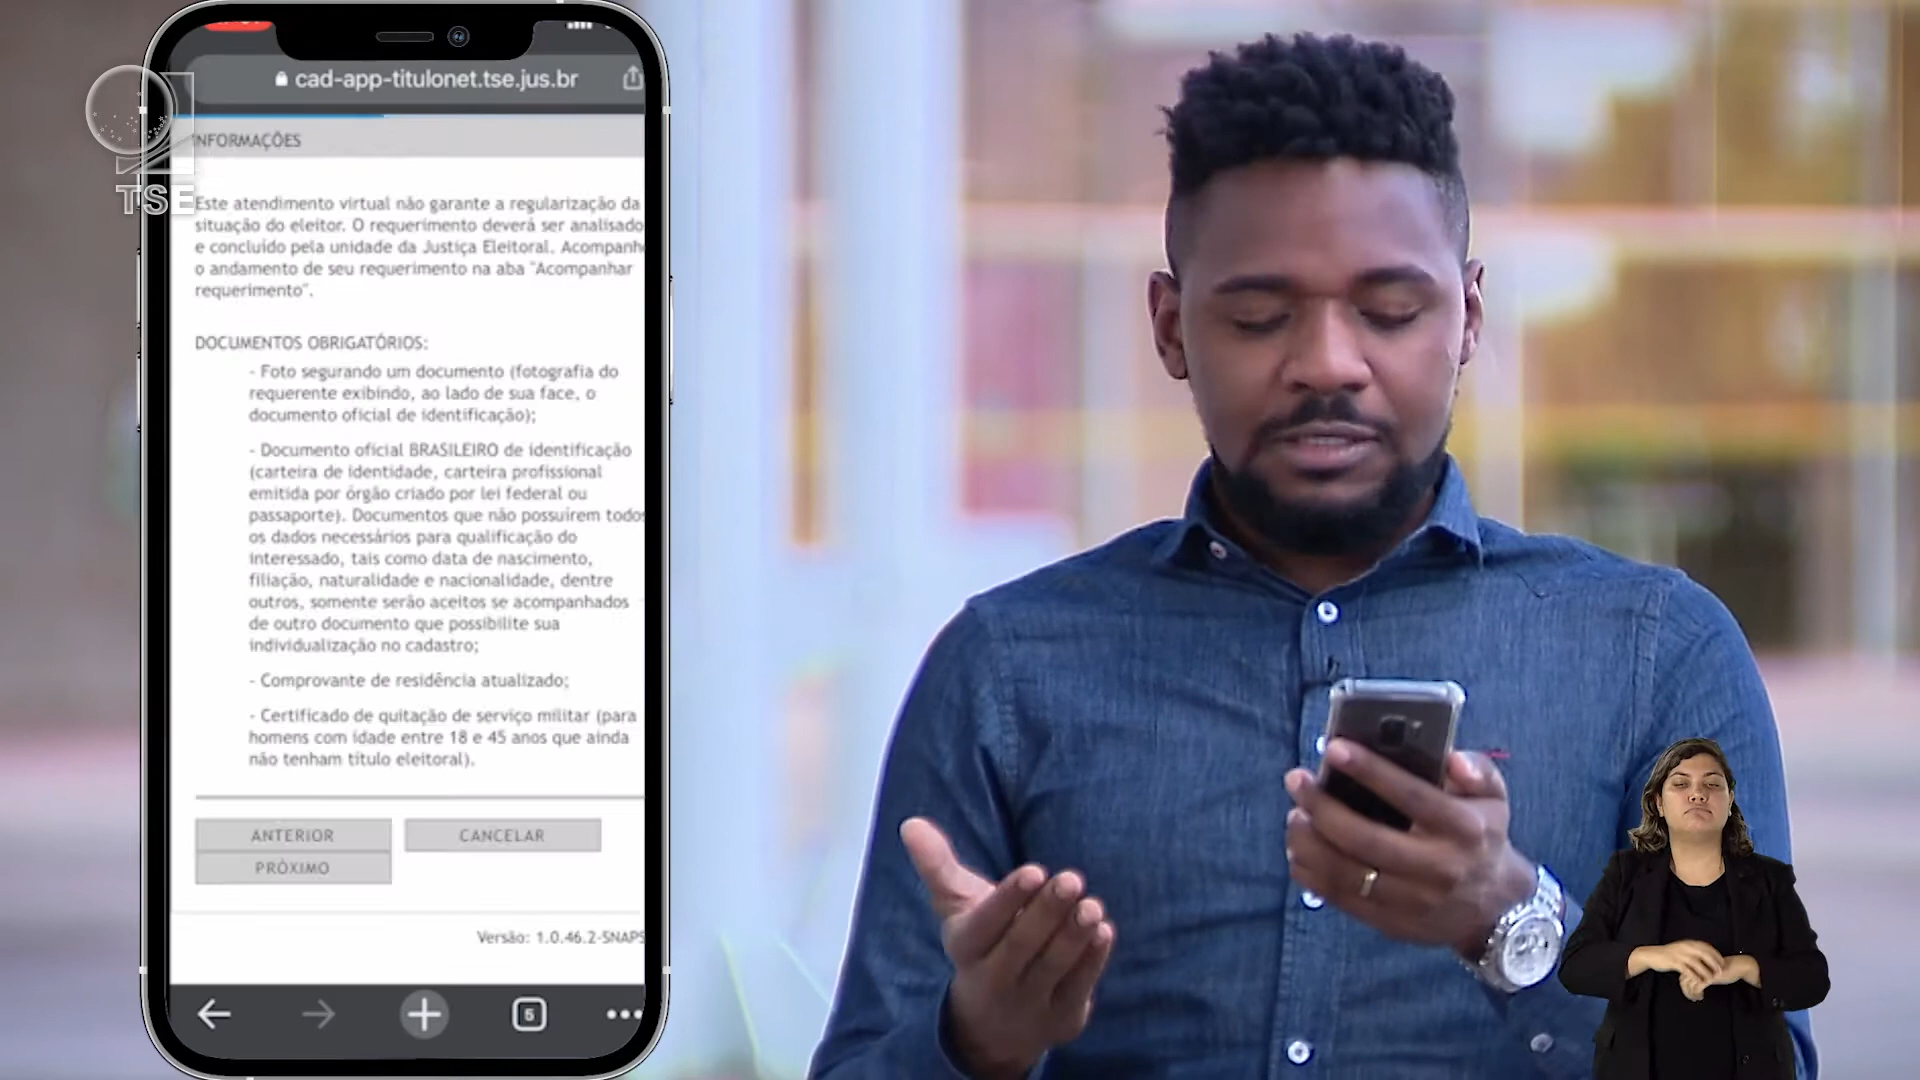 cad-app-titulonet.tse.jus.br
INFORMAÇÕES
TSE
Este atendimento virtual não garante a regularização da
situação do eleitor. O requerimento deverá ser analisado
e concluído pela unidade da Justiça Eleitoral. Acompanhe
o andamento de seu requerimento na aba "Acompanhar
requerimento".
DOCUMENTOS OBRIGATÓRIOS:
- Foto segurando um documento (fotografia do
requerente exibindo, ao lado de sua face, o
documento oficial de identificação);
- Documento oficial BRASILEIRO de identificação
(carteira de identidade, carteira profissional
emitida por órgão criado por lei federal ou
passaporte). Documentos que não possuirem todos
os dados necessários para qualificação do
interessado, tais como data de nascimento,
filiação, naturalidade e nacionalidade, dentre
outros, somente serão aceitos se acompanhados
de outro documento que possibilite sua
individualização no cadastro;
- Comprovante de residência atualizado;
- Certificado de quitação de serviço militar (para
homens com idade entre 18 e 45 anos que ainda
não tenham título eleitoral).
ANTERIOR CANCELAR
PRÓXIMO
Versão: 1.0.46.2-SNAPS
5